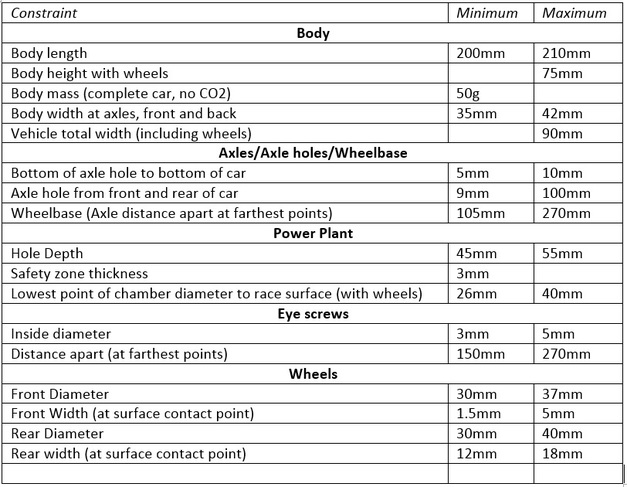 Constraint Minimum Maximum
Body
Body length 200mm 210mm
Body height with wheels 75mm
Body mass (complete car, no CO2) 50g
Body width at axles, front and back 35mm 42mm
Vehicle total width (including wheels) 90mm
Axles/Axle holes/Wheelbase
Bottom of axle hole to bottom of car 5mm 10mm
Axle hole from front and rear of car 9mm 100mm
Wheelbase (Axle distance apart at farthest points) 105mm 270mm
Power Plant
Hole Depth 45mm 55mm
Safety zone thickness 3mm
Lowest point of chamber diameter to race surface (with wheels) 26mm 40mm
Eye screws
Inside diameter 3mm 5mm
Distance apart (at farthest points) 150mm 270mm
Wheels
Front Diameter 30mm 37mm
Front Width (at surface contact point) 1.5mm 5mm
Rear Diameter 30mm 40mm
Rear width (at surface contact point) 12mm 18mm